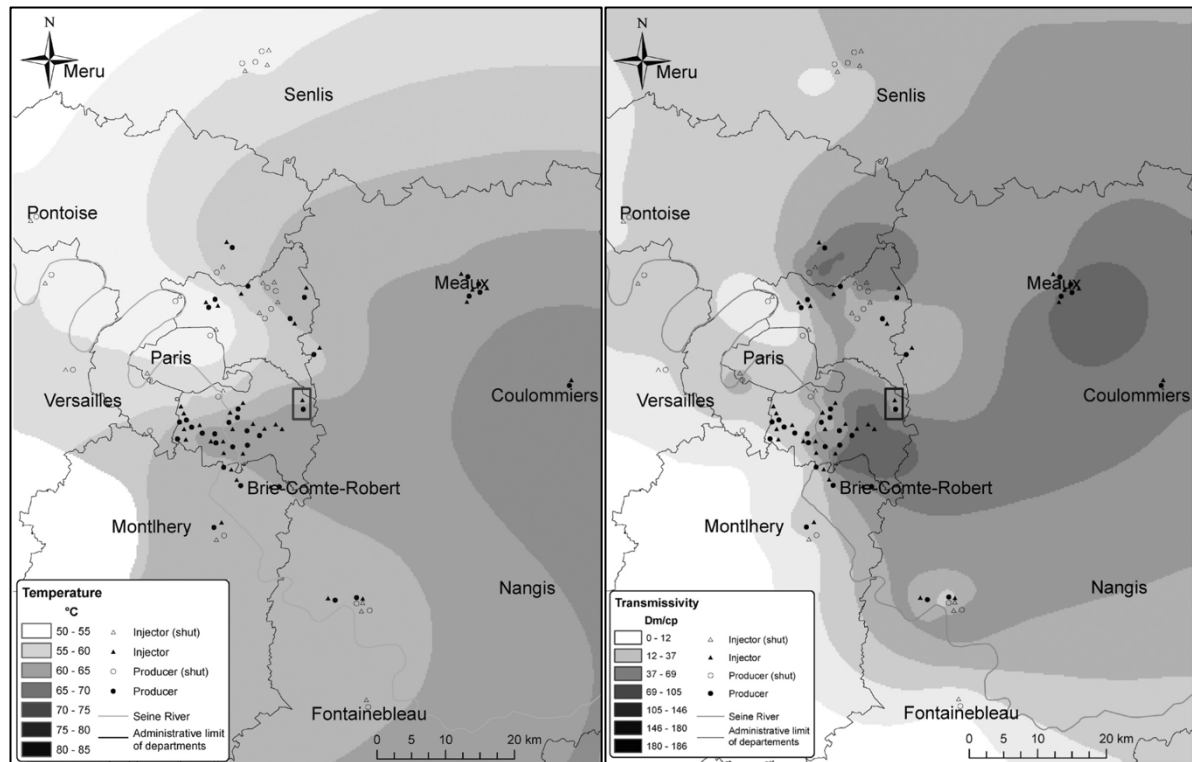 N
Meru
Senlis
Pontoise
Meaux
Paris
Coulommiers
Versailles
Brie-Comte-Robert
Montlhery
Nangis
Fontainebleau
Temperature
°C
50 - 55
55 - 60
60 - 65
65 - 70
70 - 75
75 - 80
80 - 85
Injector (shut)
Injector
Producer (shut)
Producer
Seine River
Administrative limit
of departments
0 10 20 km
N
Meru
Senlis
Pontoise
Meaux
Paris
Coulommiers
Versailles
Brie-Comte-Robert
Montlhery
Nangis
Fontainebleau
Transmissivity
Dm/cp
0 - 12
12 - 37
37 - 69
69 - 105
105 - 146
146 - 180
180 - 186
Injector (shut)
Injector
Producer (shut)
Producer
Seine River
Administrative limit
of departements
0 10 20 km